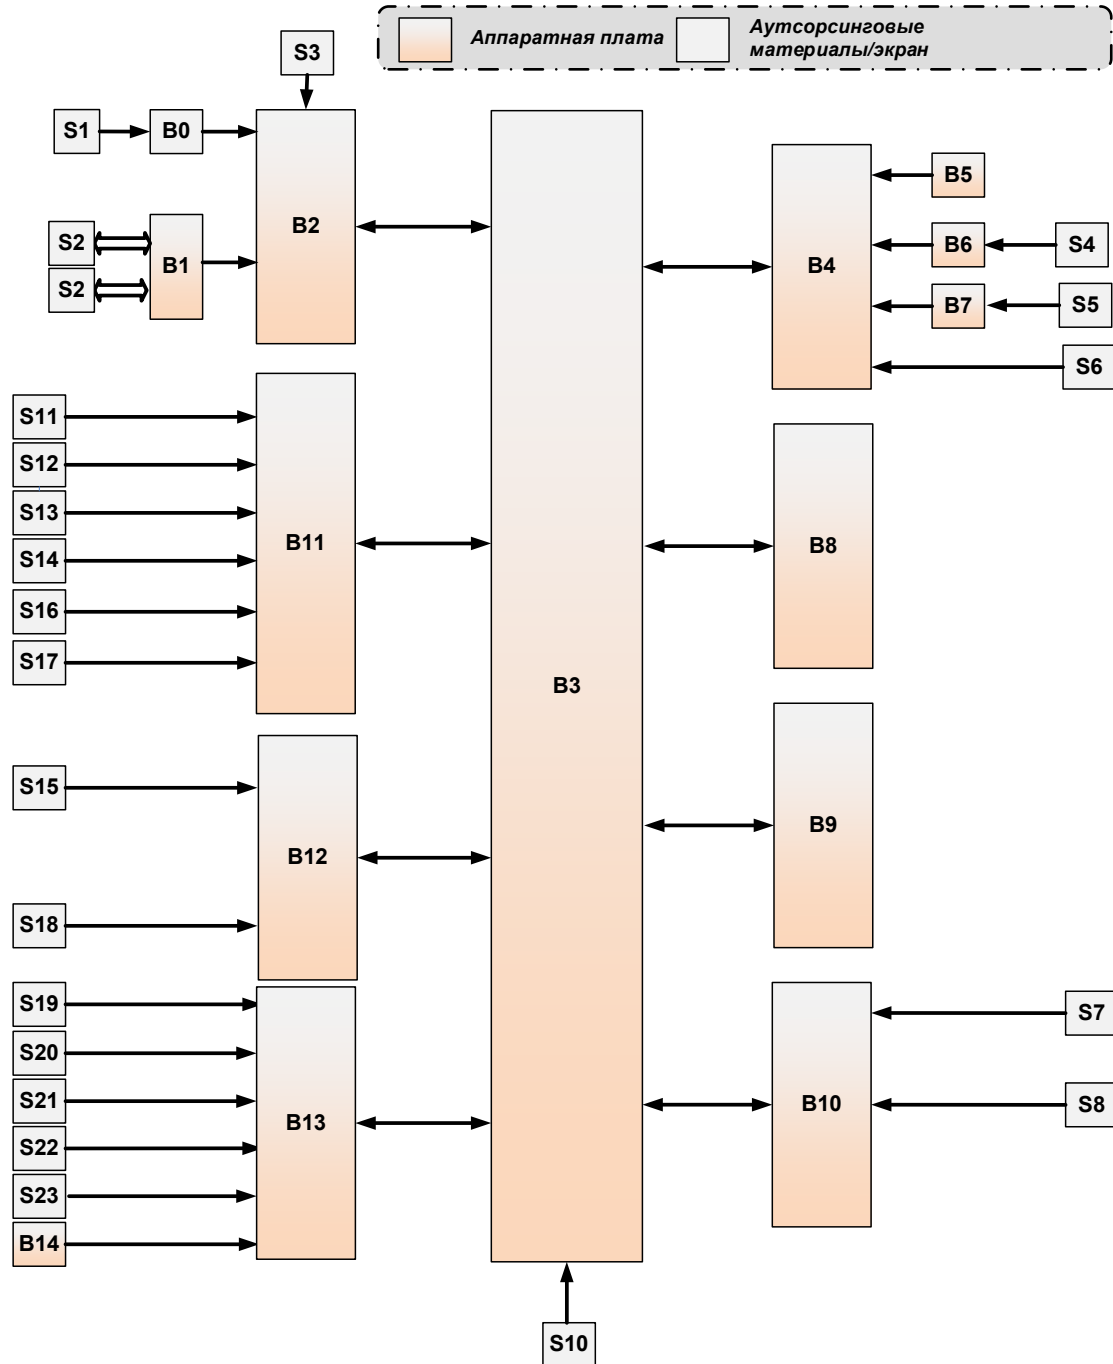 S3
Аппаратная плата
Аутсорсинговые
материалы/экран
S1
B0
B2
S2
S2
B1
B5
B4
B6
S4
B7
S5
S6
S11
S12
S13
S14
S16
S17
B11
B8
B3
S15
B12
S18
B9
S19
S20
S21
S22
S23
B14
B13
B10
S7
S8
S10